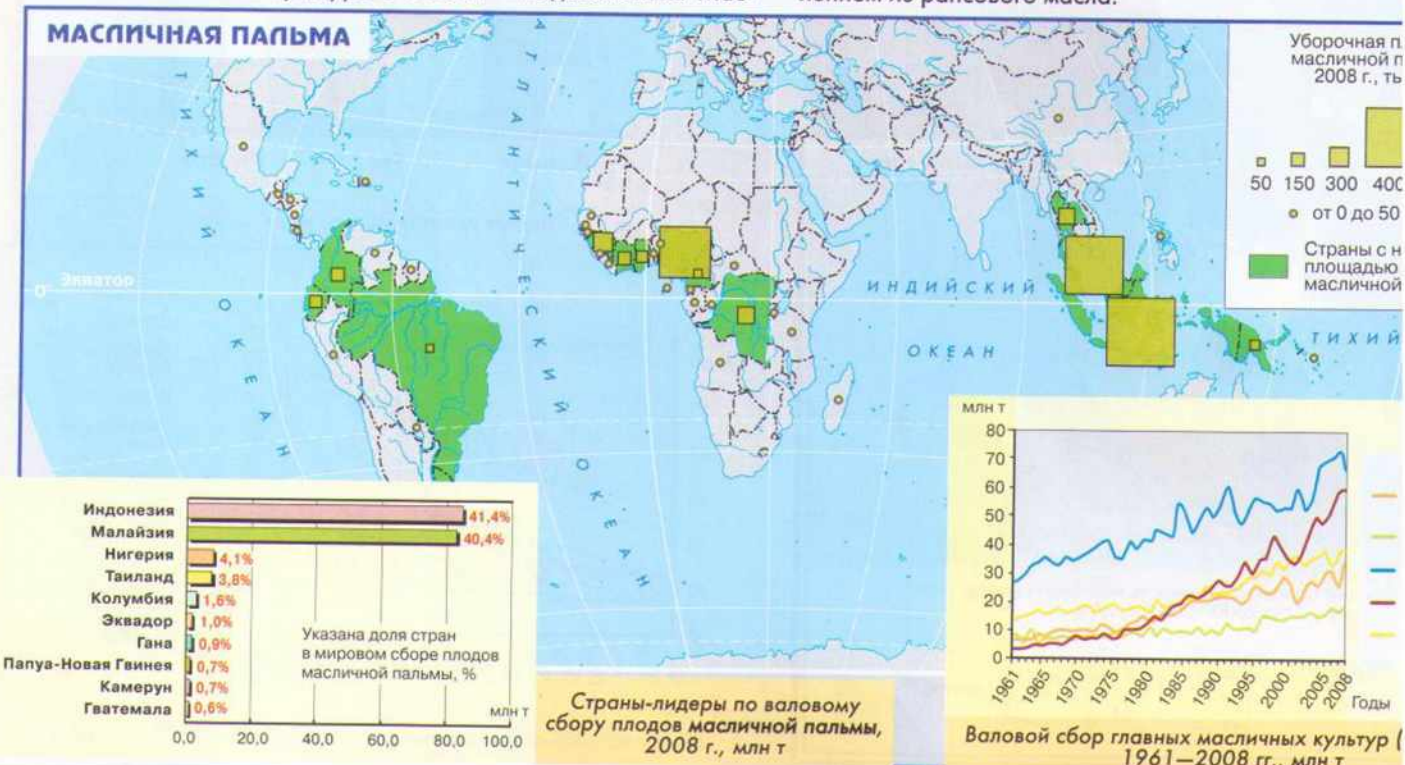 рапсового масла.
МАСЛИЧНАЯ ПАЛЬМА
ТИХИЙ
ОКЕАН
АТЛАНТИЧЕСКИЙ
ОКЕАН
0° Экватор
ИНДИЙСКИЙ
ОКЕАН
ТИХИЙ
Уборочная
масличной
2008 г.,
50 150 300 400
от 0 до 50
Страны с
площадью
масличной
Индонезия 41,4%
Малайзия 40,4%
Нигерия 4,1%
Таиланд 3,8%
Колумбия 1,6%
Эквадор 1,0%
Гана 0,9%
Папуа-Новая Гвинея 0,7%
Камерун 0,7%
Гватемала 0,6%
Указана доля стран
в мировом сборе плодов
масличной пальмы, %
млн т
0,0 20,0 40,0 60,0 80,0 100,0
Страны-лидеры по валовому
сбору плодов масличной пальмы,
2008 г., млн т
млн т
80
70
60
50
40
30
20
10
0
1961 1965 1970 1975 1980 1985 1990 1995 2000 2005 2008
Годы
Валовой сбор главных масличных культур (
1961—2008 гг., млн т